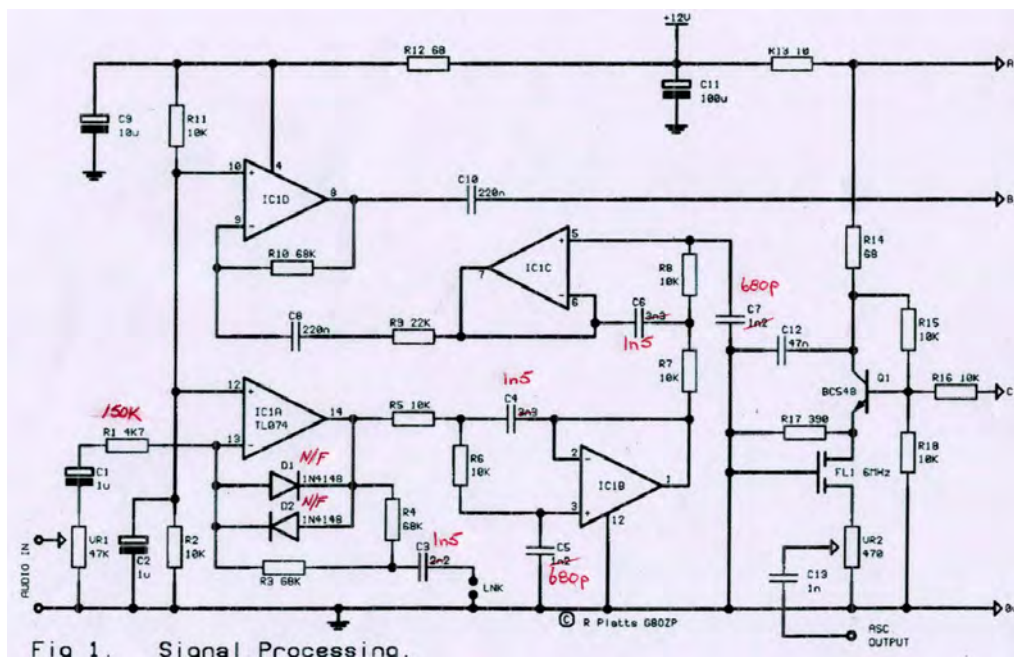 +12V
R12 68
R13 10
A
C11
100u
C9
10u
R11
10K
10
4
8
9
IC1D
C10
220n
B
R10 68K
R14
68
5
7
6
IC1C
R8
10K
680p
C7
1n2
C8
220n
R9 22K
C6
3n3
1n5
C12
47n
R15
10K
R7
10K
BC548
Q1
R16 10K
C
12
13
14
IC1A
TL074
150K
R1 4K7
R5 10K
1n5
C4
3n3
R17 390
R18
10K
C1
1u
D1
N/F
1N4148
D2
N/F
1N4148
R6
10K
2
3
1
12
IC1B
FL1 6MHz
R4
68K
VR1
47K
C2
1u
R2
10K
R3 68K
1n5
C3
2n2
LNK
C5
1n2
680p
VR2
470
C13
1n
AUDIO IN
© R Platts G8OZP
ASC
OUTPUT
Fig 1. Signal Processing.